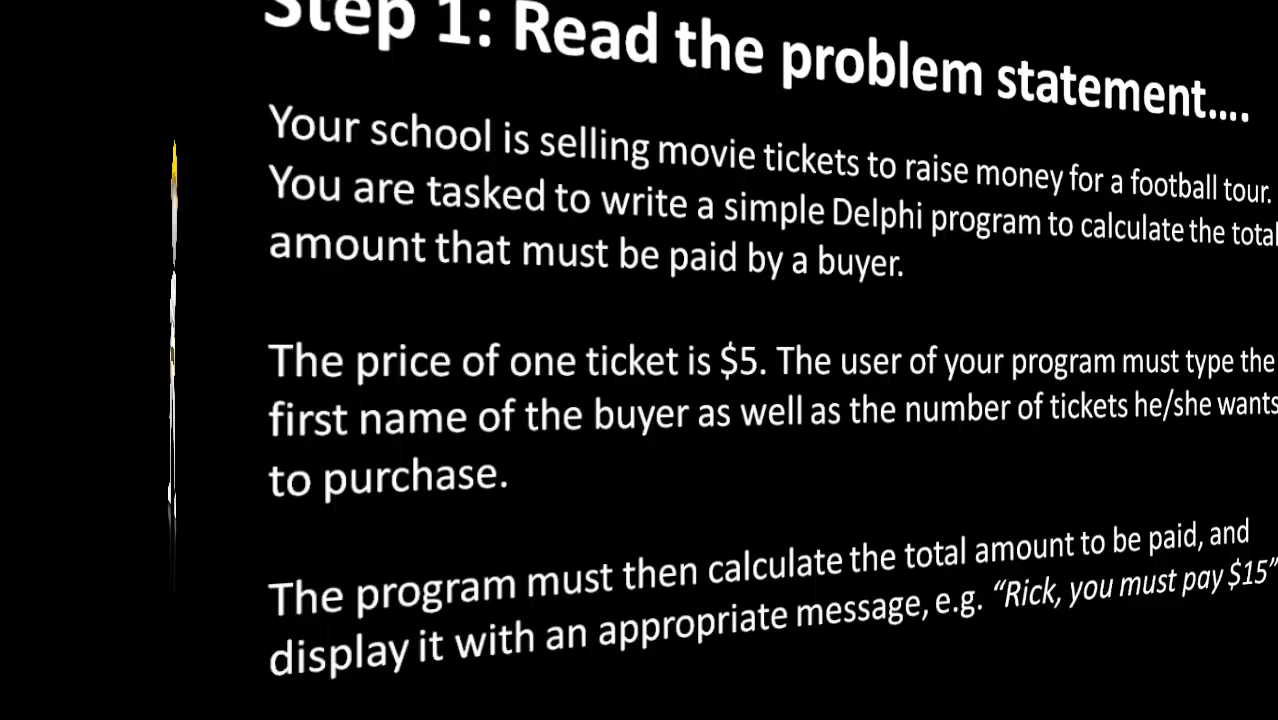 Step 1: Read the problem statement....
Your school is selling movie tickets to raise money for a football tour.
You are tasked to write a simple Delphi program to calculate the total
amount that must be paid by a buyer.
The price of one ticket is $5. The user of your program must type the
first name of the buyer as well as the number of tickets he/she wants
to purchase.
The program must then calculate the total amount to be paid, and
display it with an appropriate message, e.g. “Rick, you must pay $15”